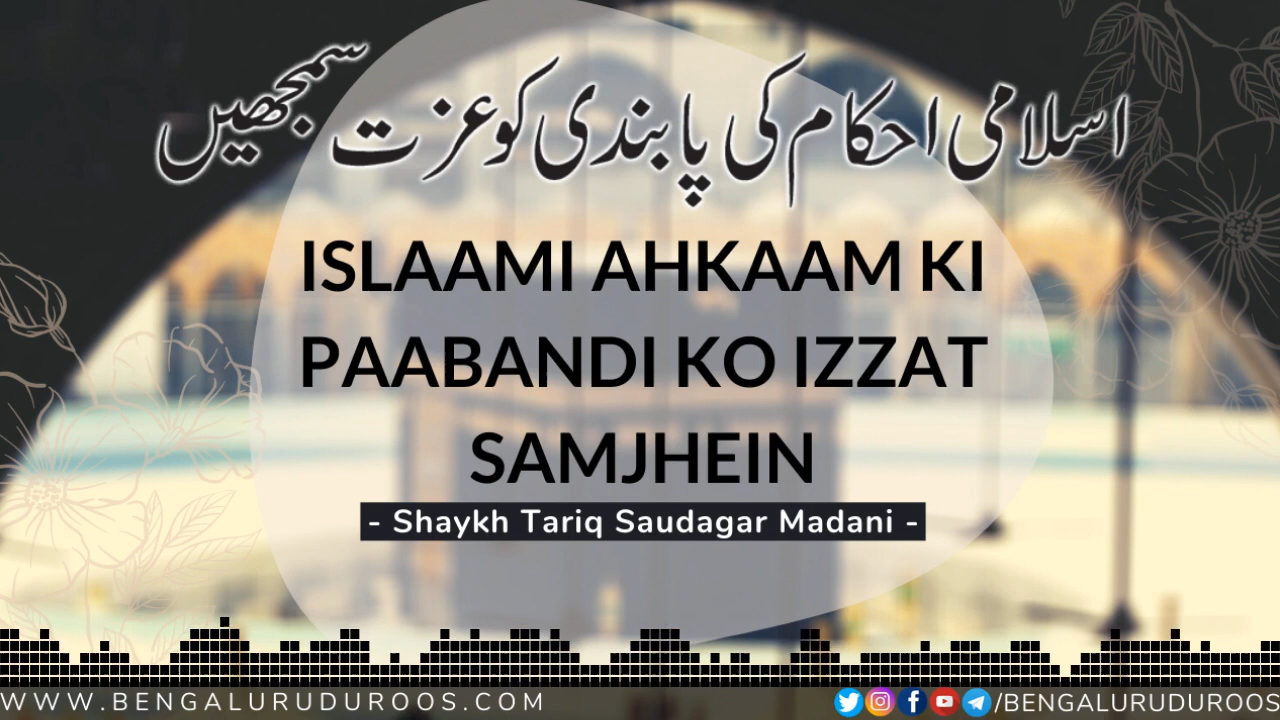 اسلامی احکام کی پابندی کو عزت سمجھیں
ISLAAMI AHKAAM KI
PAABANDI KO IZZAT
SAMJHEIN
- Shaykh Tariq Saudagar Madani -
WWW.BENGALURUDUROOS.COM
/BENGALURUDUROOS